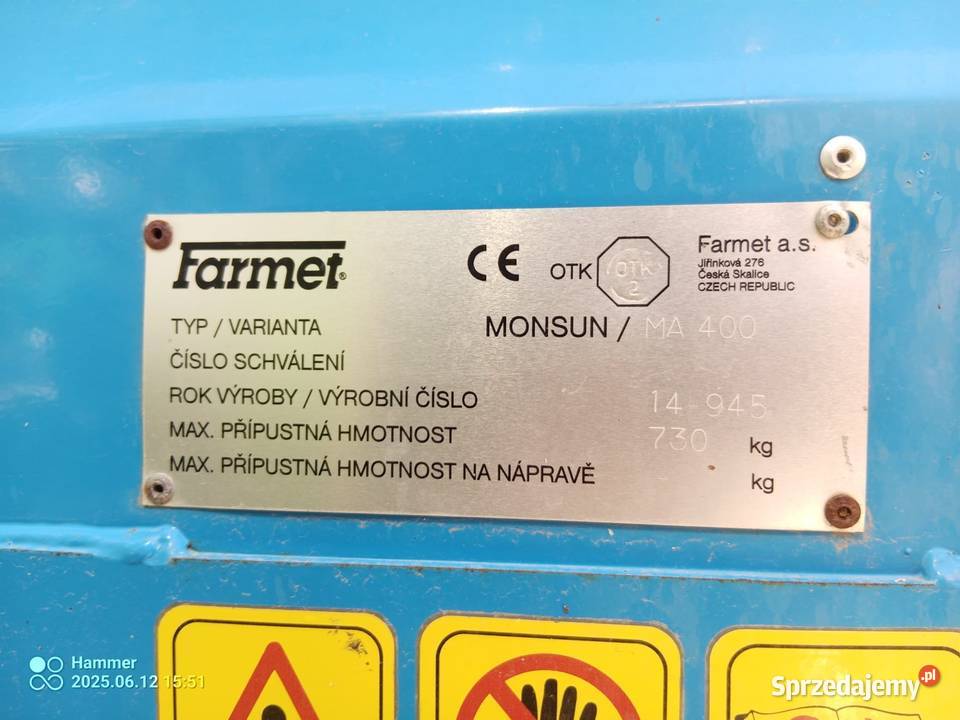 Farmet®
CE
OTK
OTK
2
Farmet a.s.
Jiřinková 276
Česká Skalice
CZECH REPUBLIC
TYP / VARIANTA MONSUN / MA 400
ČÍSLO SCHVÁLENÍ
ROK VÝROBY / VÝROBNÍ ČÍSLO 14-945
MAX. PŘÍPUSTNÁ HMOTNOST 730 kg
MAX. PŘÍPUSTNÁ HMOTNOST NA NÁPRAVĚ kg
Hammer
2025.06.12 15:51
Sprzedajemy.pl